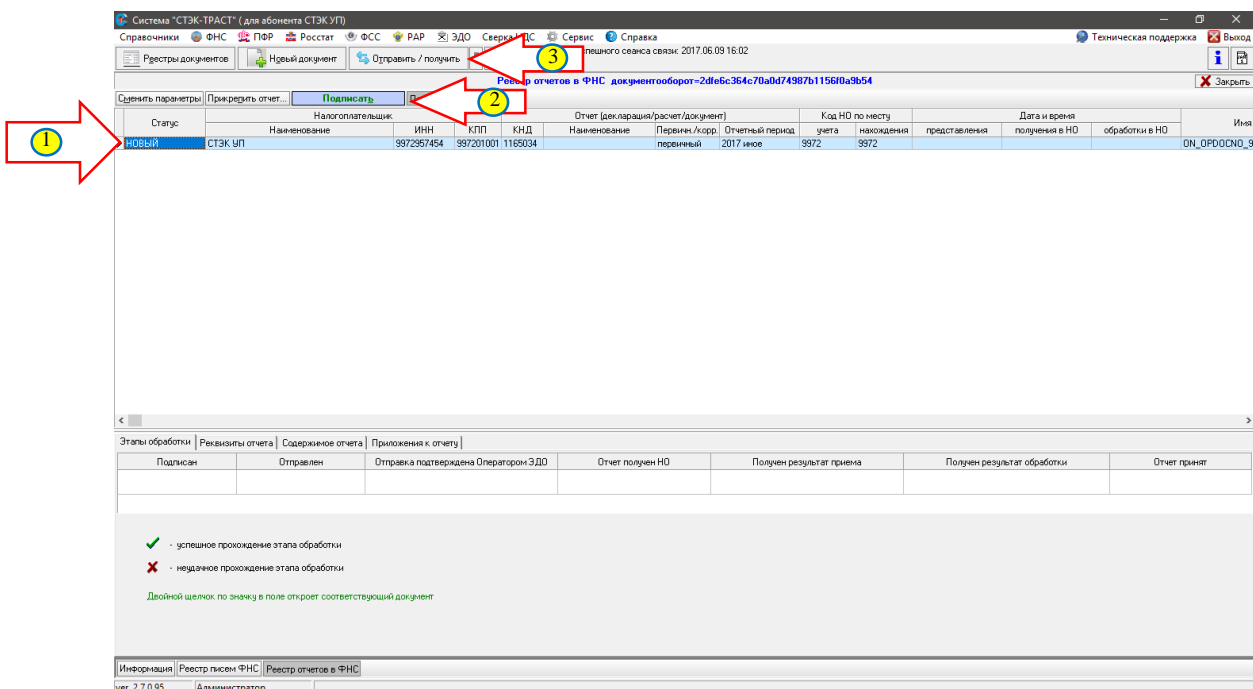 Система "СТЭК-ТРАСТ" ( для абонента СТЭК УП)
Справочники ФНС ПФР Росстат ФСС РАР ЭДО Сверка НДС Сервис Справка Техническая поддержка Выход
Реестры документов Новый документ Отправить / получить 3 пешного сеанса связи: 2017.06.09 16:02
Реестр отчетов в ФНС документооборот=2dfe6c364c70a0d74987b1156f0a9b54 Закрыть
Сменить параметры Прикрепить отчет... Подписать 2
Статус Налогоплательщик Отчет (декларация/расчет/документ) Код НО по месту Дата и время Имя
Наименование ИНН КПП КНД Наименование Первичн./корр. Отчетный период учета нахождения представления получения в НО обработки в НО
1 НОВЫЙ СТЭК УП 9972957454 997201001 1165034 первичный 2017 иное 9972 9972 ON_OPDOCNO_9
Этапы обработки Реквизиты отчета Содержимое отчета Приложения к отчету
Подписан Отправлен Отправка подтверждена Оператором ЭДО Отчет получен НО Получен результат приема Получен результат обработки Отчет принят
- успешное прохождение этапа обработки
- неудачное прохождение этапа обработки
Двойной щелчок по значку в поле откроет соответствующий документ
Информация Реестр писем ФНС Реестр отчетов в ФНС
ver. 2.7.0.95 Администратор